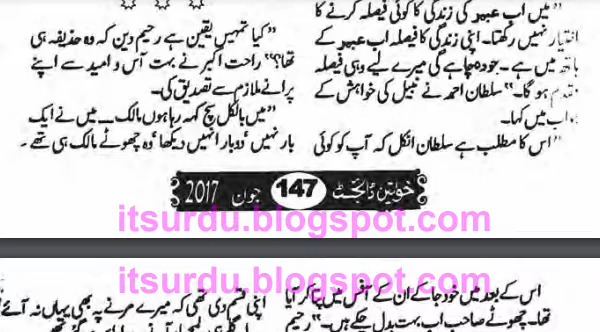 "میں اب عبیر کی زندگی کا کوئی فیصلہ کرنے کا
اختیار نہیں رکھتا۔ اپنی زندگی کا فیصلہ اب عبیر کے
ہاتھ میں ہے۔ جو وہ چاہے گی میرے لیے وہی فیصلہ
مقدم ہو گا۔" سلطان احمد نے نبیل کی خواہش کے
جواب میں کہا۔
"اس کا مطلب ہے سلطان انکل کہ آپ کو کوئی
"کیا تمہیں یقین ہے رحیم دین کہ وہ حذیفہ ہی
تھا؟" راحت اکبر نے بہت آس و امید سے اپنے
پرانے ملازم سے تصدیق کی۔
"میں بالکل سچ کہہ رہا ہوں مالک ــ میں نے ایک
بار نہیں، دو بار انہیں دیکھا، وہ چھوٹے مالک ہی تھے۔
خواتین ڈائجسٹ 147 جون 2017
itsurdu.blogspot.com
itsurdu.blogspot.com
اس کے بعد میں خود جا کے ان کے آفس میں پتا کر آیا
تھا۔ چھوٹے صاحب اب بہت بدل چکے ہیں۔" رحیم
اپنی قسم دی تھی کہ میرے مرنے پہ بھی یہاں نہ آئے